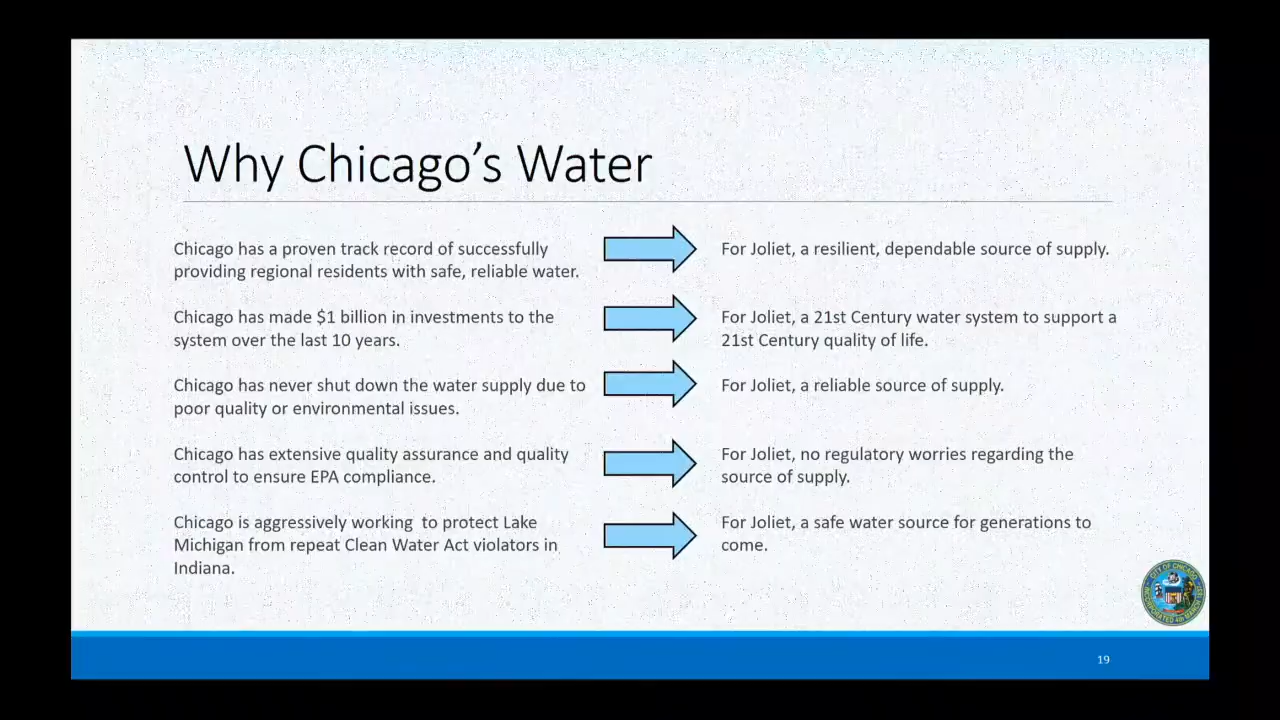 Why Chicago's Water
Chicago has a proven track record of successfully
providing regional residents with safe, reliable water.
For Joliet, a resilient, dependable source of supply.
Chicago has made $1 billion in investments to the
system over the last 10 years.
For Joliet, a 21st Century water system to support a
21st Century quality of life.
Chicago has never shut down the water supply due to
poor quality or environmental issues.
For Joliet, a reliable source of supply.
Chicago has extensive quality assurance and quality
control to ensure EPA compliance.
For Joliet, no regulatory worries regarding the
source of supply.
Chicago is aggressively working  to protect Lake
Michigan from repeat Clean Water Act violators in
Indiana.
For Joliet, a safe water source for generations to
come.
CITY OF CHICAGO
INCORPORATED 4th MARCH
19